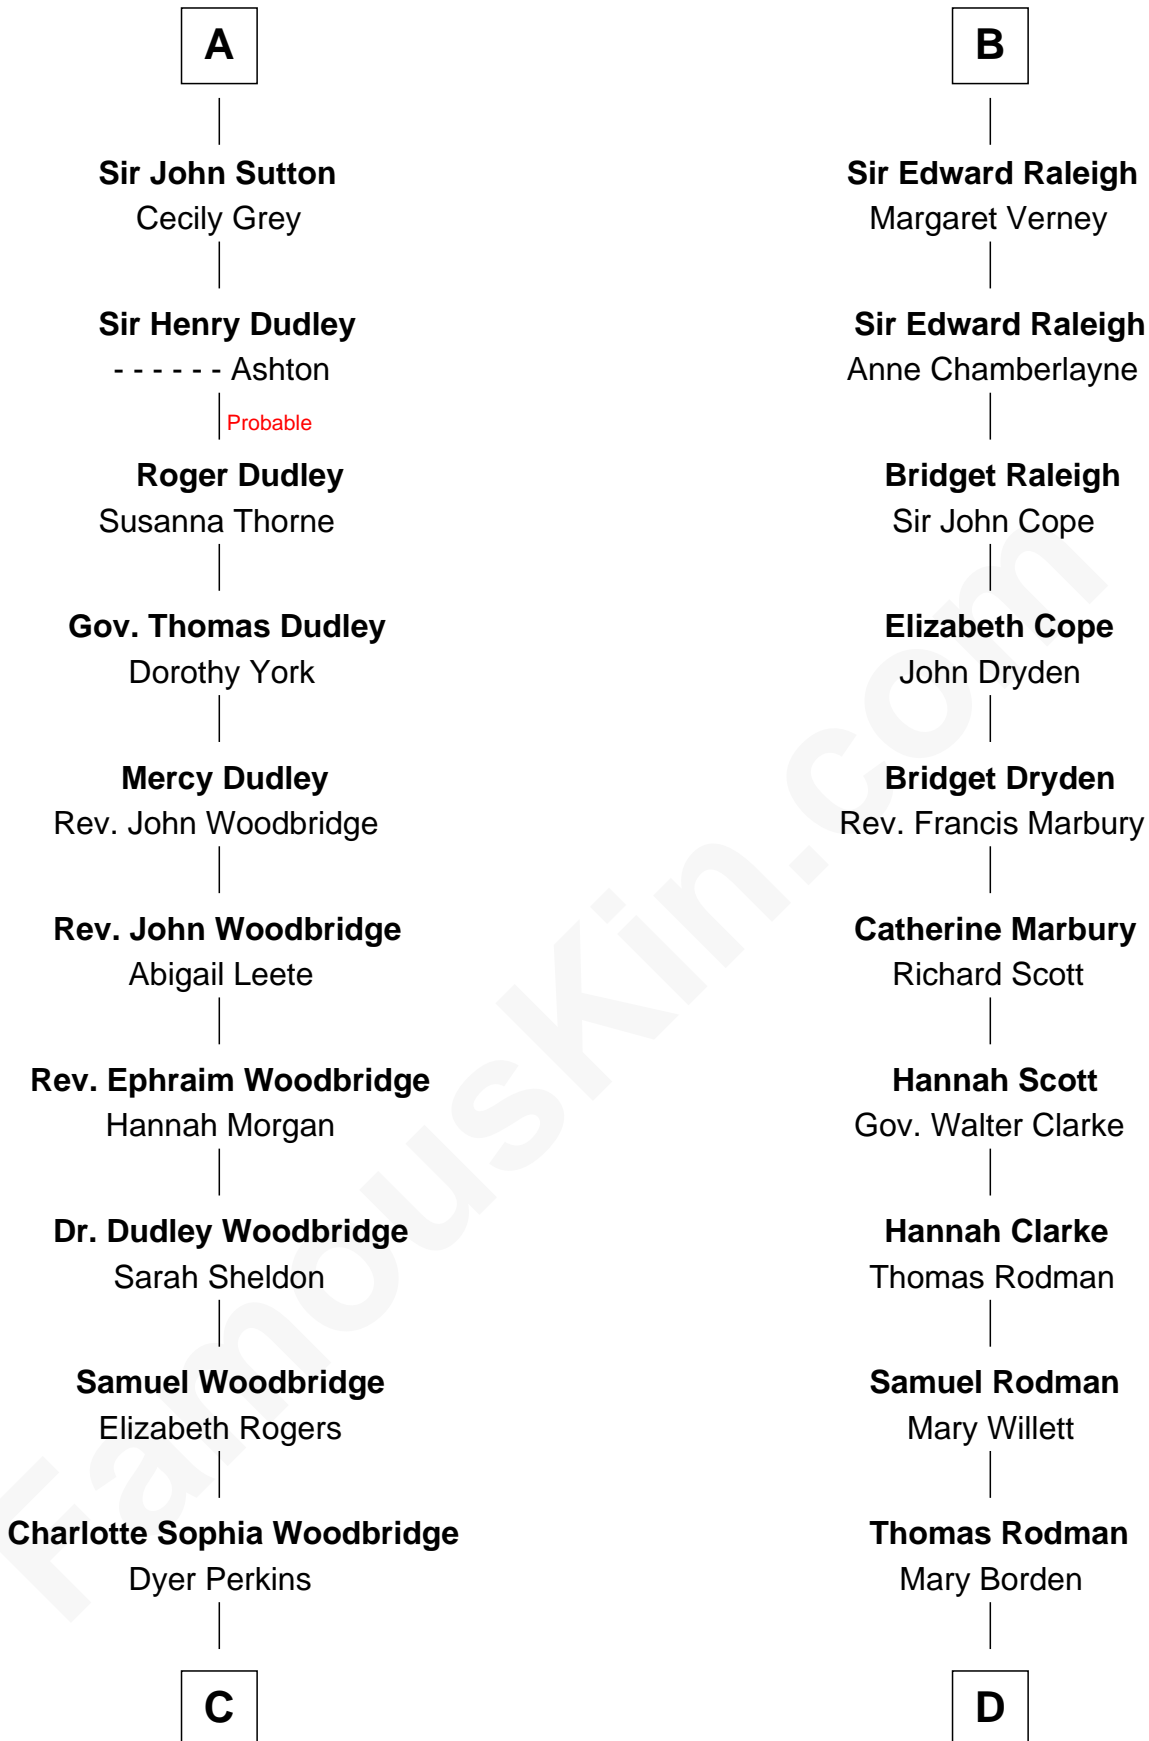 A
Sir John Sutton
Cecily Grey
Sir Henry Dudley
- - - - - - Ashton
Probable
Roger Dudley
Susanna Thorne
Gov. Thomas Dudley
Dorothy York
Mercy Dudley
Rev. John Woodbridge
Rev. John Woodbridge
Abigail Leete
Rev. Ephraim Woodbridge
Hannah Morgan
Dr. Dudley Woodbridge
Sarah Sheldon
Samuel Woodbridge
Elizabeth Rogers
Charlotte Sophia Woodbridge
Dyer Perkins
C
B
Sir Edward Raleigh
Margaret Verney
Sir Edward Raleigh
Anne Chamberlayne
Bridget Raleigh
Sir John Cope
Elizabeth Cope
John Dryden
Bridget Dryden
Rev. Francis Marbury
Catherine Marbury
Richard Scott
Hannah Scott
Gov. Walter Clarke
Hannah Clarke
Thomas Rodman
Samuel Rodman
Mary Willett
Thomas Rodman
Mary Borden
D
FamousKin.com